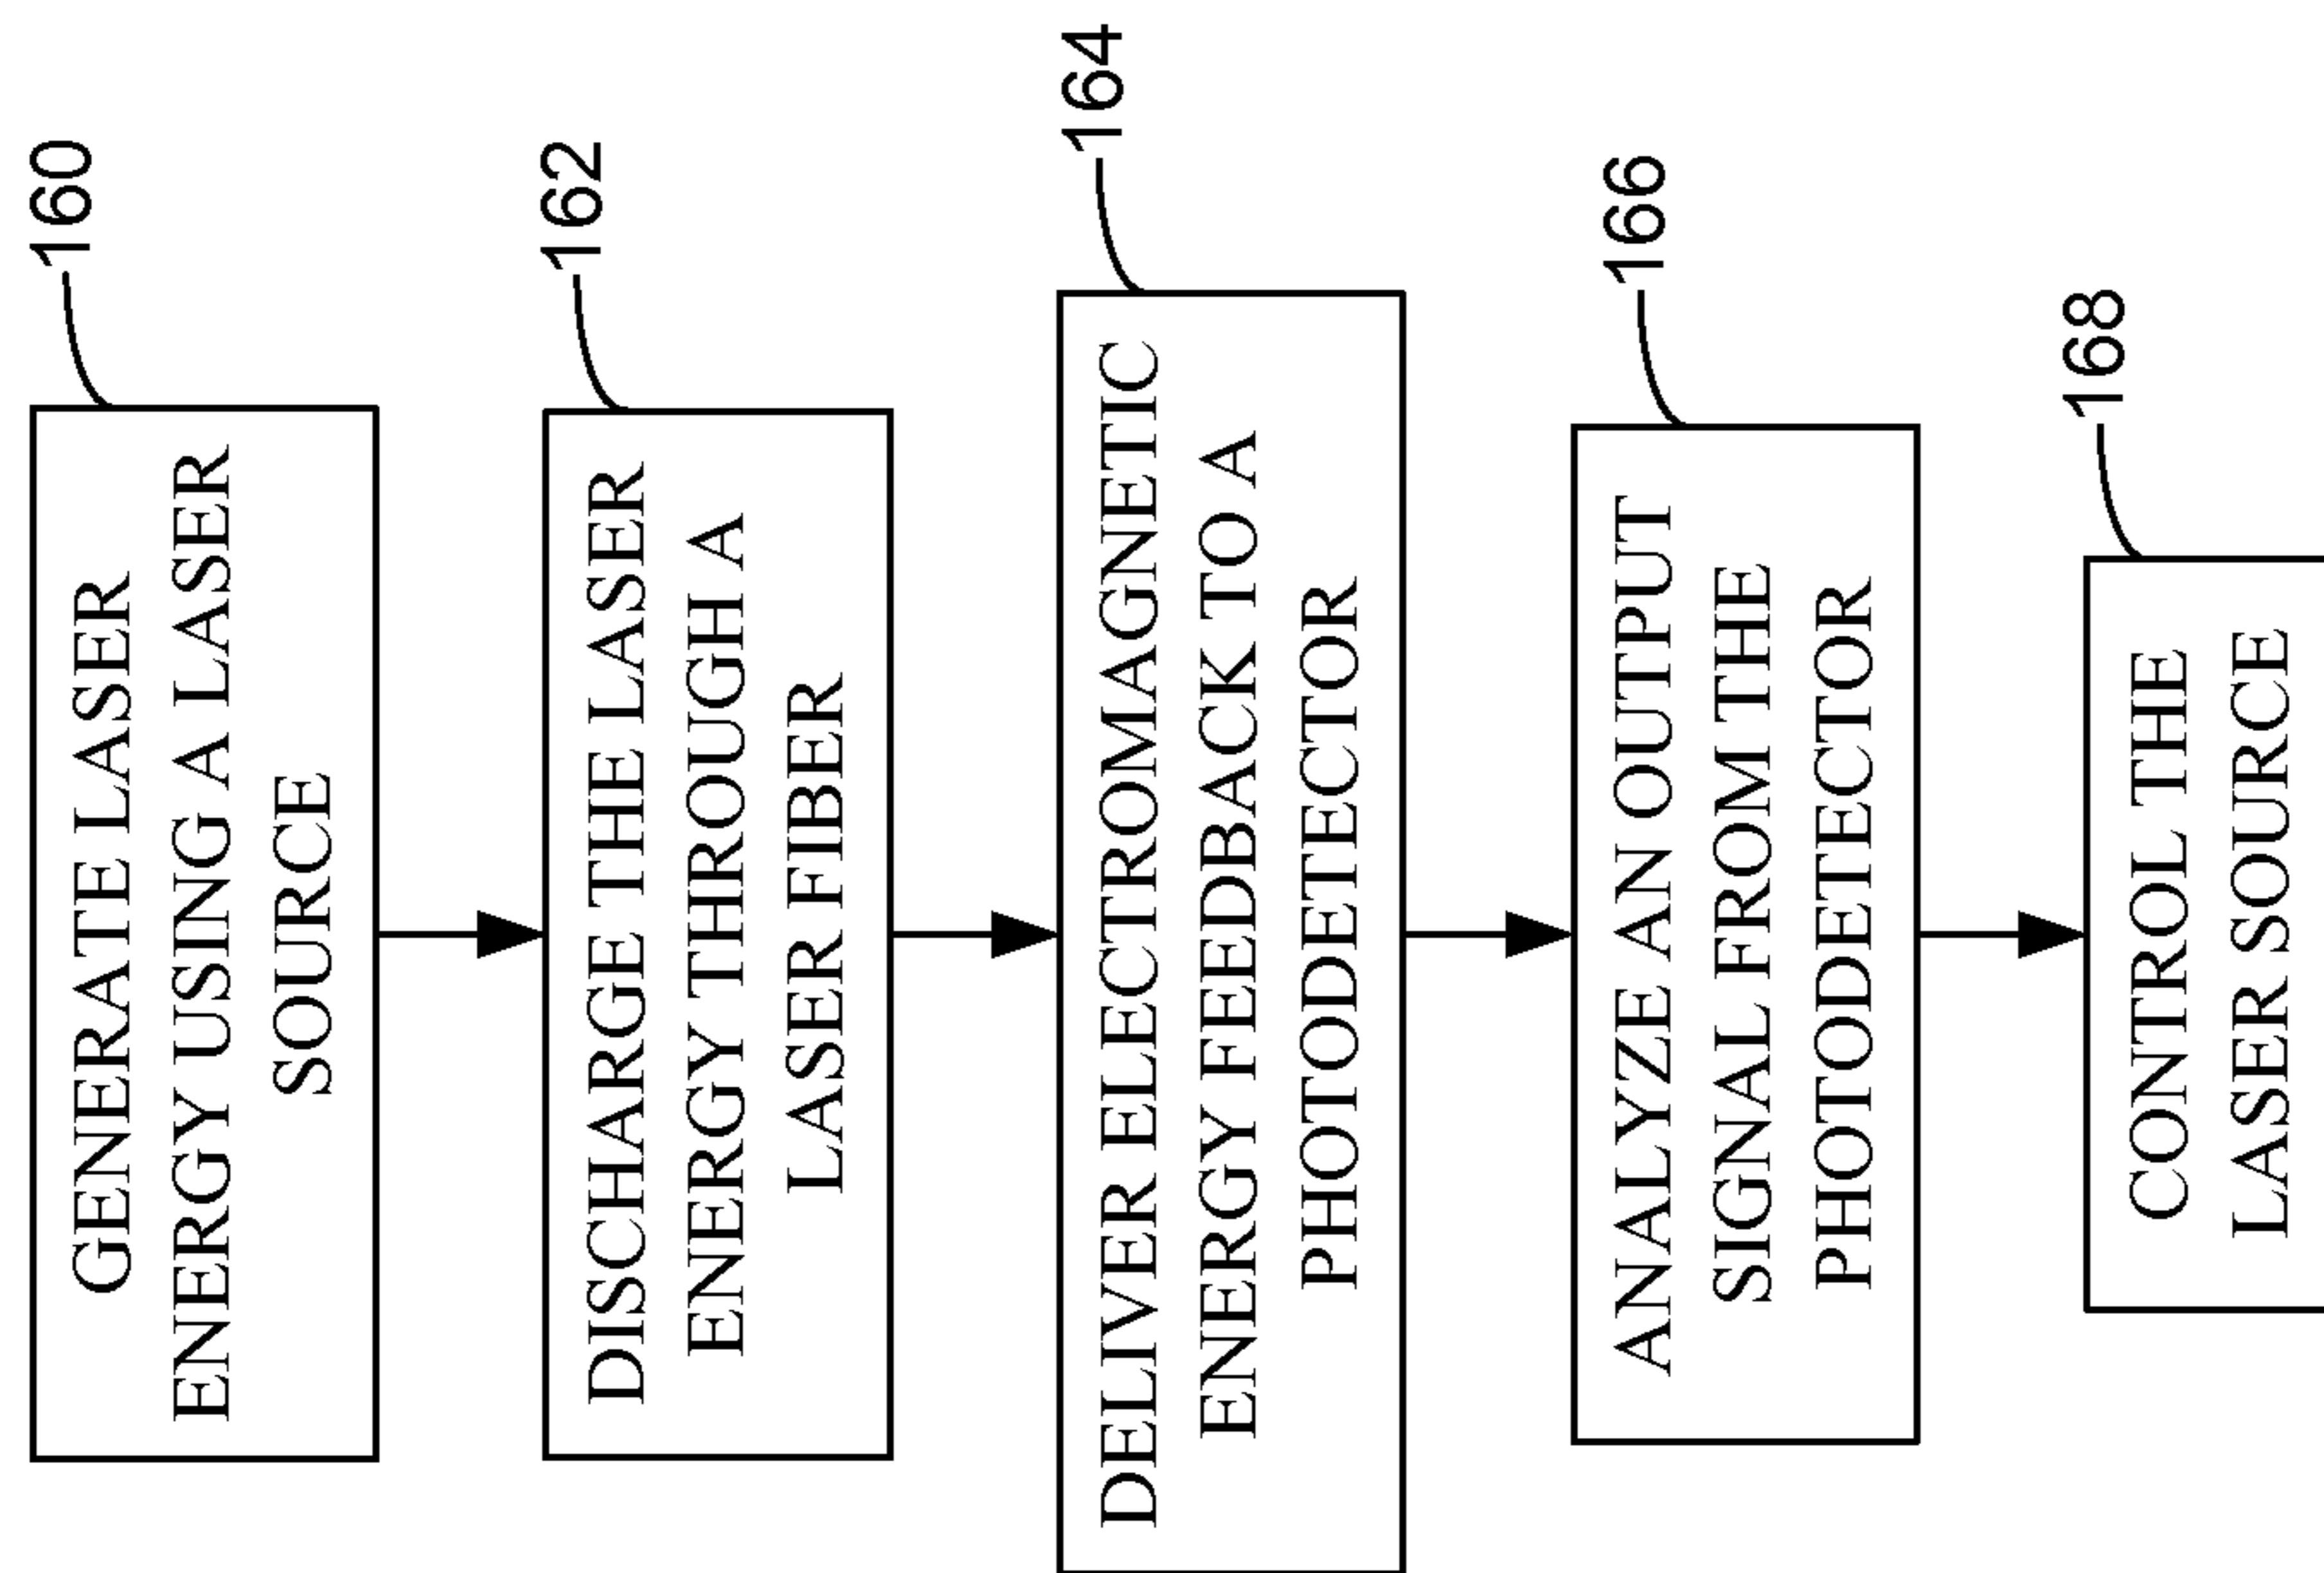 160
GENERATE LASER
ENERGY USING A LASER
SOURCE
162
DISCHARGE THE LASER
ENERGY THROUGH A
LASER FIBER
164
DELIVER ELECTROMAGNETIC
ENERGY FEEDBACK TO A
PHOTODETECTOR
166
ANALYZE AN OUTPUT
SIGNAL FROM THE
PHOTODETECTOR
168
CONTROL THE
LASER SOURCE